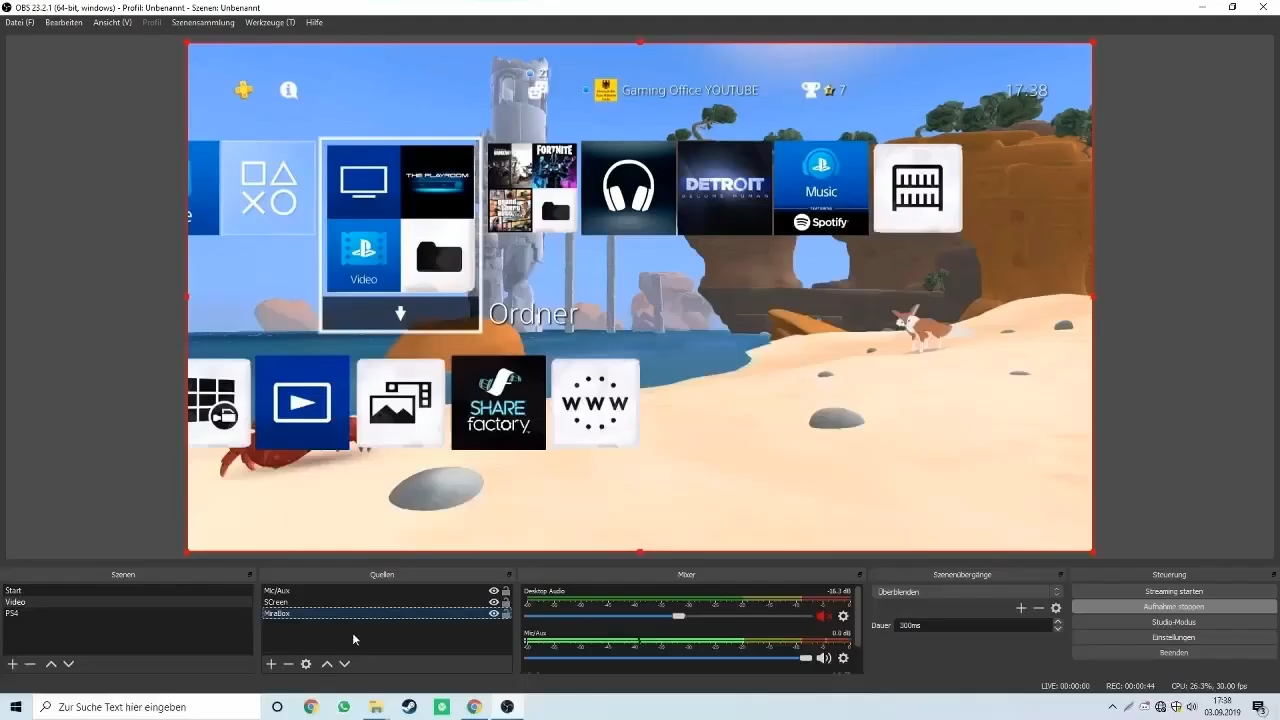 OBS 23.2.1 (64-bit, windows) - Profil: Unbenannt - Szenen: Unbenannt
Datei (F) Bearbeiten Ansicht (V) Profil Szenensammlung Werkzeuge (T) Hilfe
21
Gaming Office YOUTUBE
7
17:38
e
THE PLAYROOM
FORTNITE
DETROIT
BECOME HUMAN
Music
FEATURING
Spotify
Video
Ordner
SHARE
factory
WWW
Szenen
Quellen
Mixer
Szenenübergänge
Steuerung
Start
Video
PS4
Mic/Aux
SCreen
MiraBox
Desktop Audio -16.3 dB
Mic/Aux 0.0 dB
Überblenden
Dauer 300ms
Streaming starten
Aufnahme stoppen
Studio-Modus
Einstellungen
Beenden
LIVE: 00:00:00 REC: 00:00:44 CPU: 26.3%, 30.00 fps
Zur Suche Text hier eingeben
17:38
03.09.2019